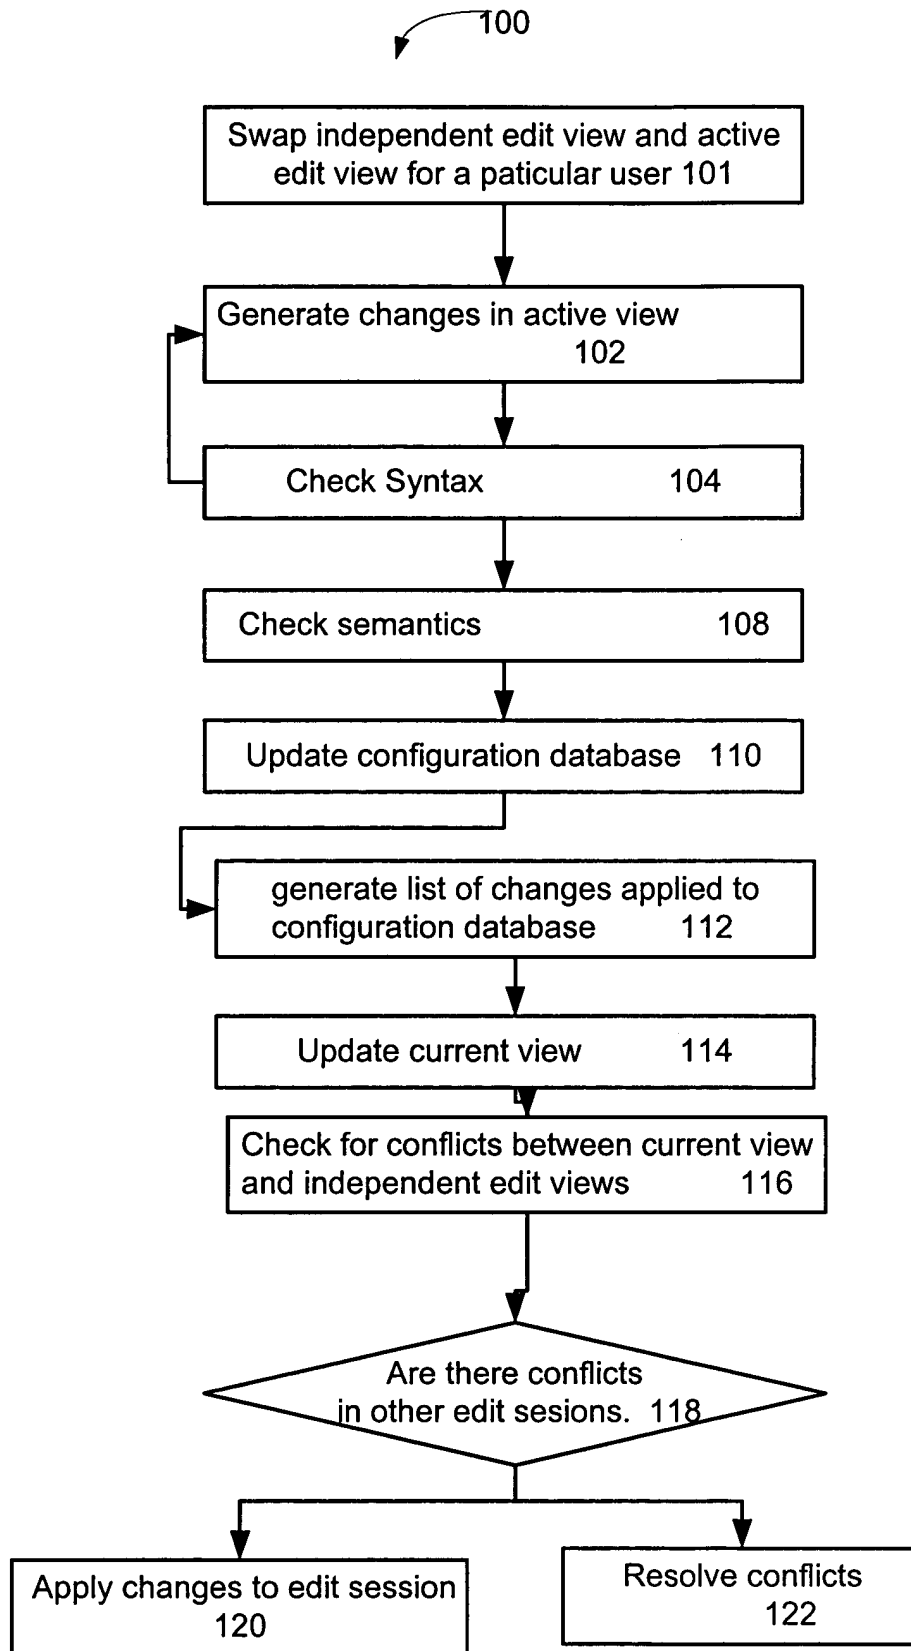 100
Swap independent edit view and active
edit view for a paticular user 101
Generate changes in active view
102
Check Syntax 104
Check semantics 108
Update configuration database 110
generate list of changes applied to
configuration database 112
Update current view 114
Check for conflicts between current view
and independent edit views 116
Are there conflicts
in other edit sesions. 118
Apply changes to edit session
120
Resolve conflicts
122